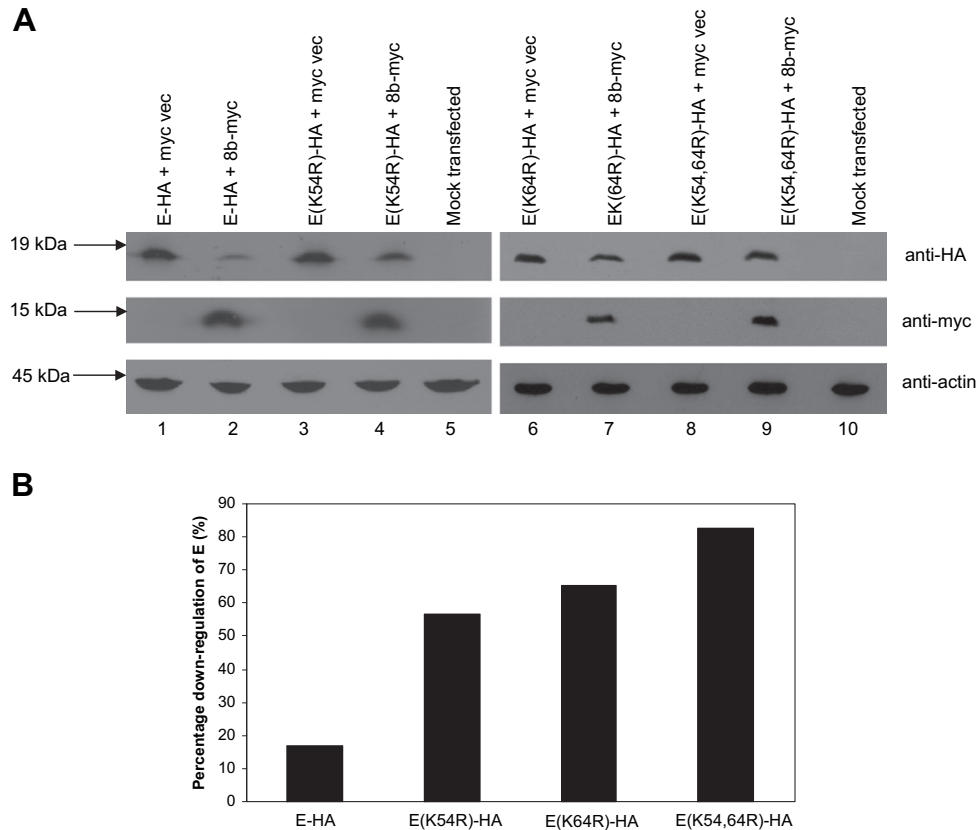 A
E-HA + myc vec
E-HA + 8b-myc
E(K54R)-HA + myc vec
E(K54R)-HA + 8b-myc
Mock transfected
E(K64R)-HA + myc vec
EK(64R)-HA + 8b-myc
E(K54,64R)-HA + myc vec
E(K54,64R)-HA + 8b-myc
Mock transfected
19 kDa
anti-HA
15 kDa
anti-myc
45 kDa
anti-actin
1 2 3 4 5 6 7 8 9 10
B
Percentage down-regulation of E (%)
90
80
70
60
50
40
30
20
10
0
E-HA E(K54R)-HA E(K64R)-HA E(K54,64R)-HA